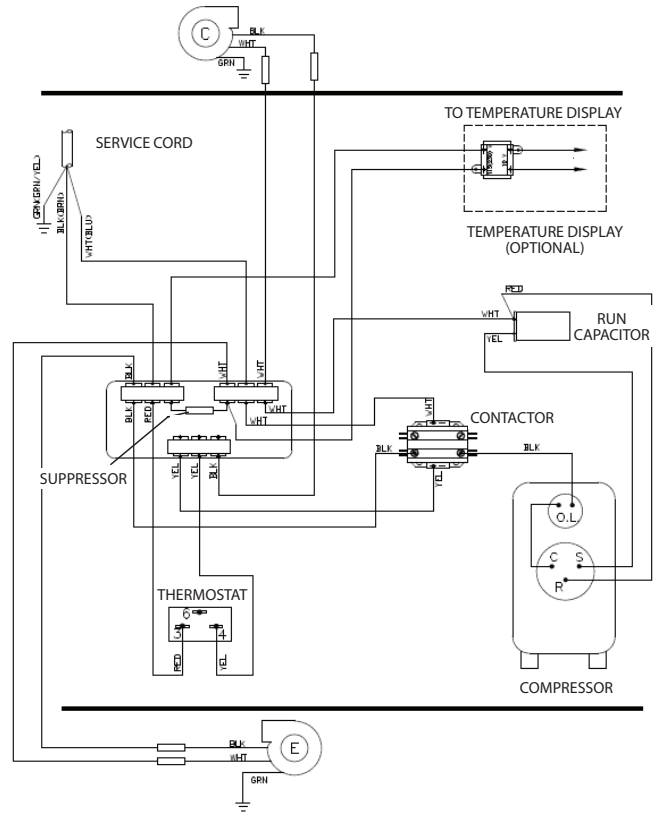 C
BLK
WHT
GRN
TO TEMPERATURE DISPLAY
SERVICE CORD
GRN(GRN/YEL)
BLK(BRN)
WHT(BLU)
TEMPERATURE DISPLAY
(OPTIONAL)
RED
WHT
YEL
RUN
CAPACITOR
BLK
WHT
WHT
BLK
RED
WHT
WHT
WHT
CONTACTOR
BLK
BLK
YEL
SUPPRESSOR
YEL
YEL
BLK
O.L.
C
S
R
THERMOSTAT
6
3
4
RED
YEL
COMPRESSOR
BLK
WHT
E
GRN